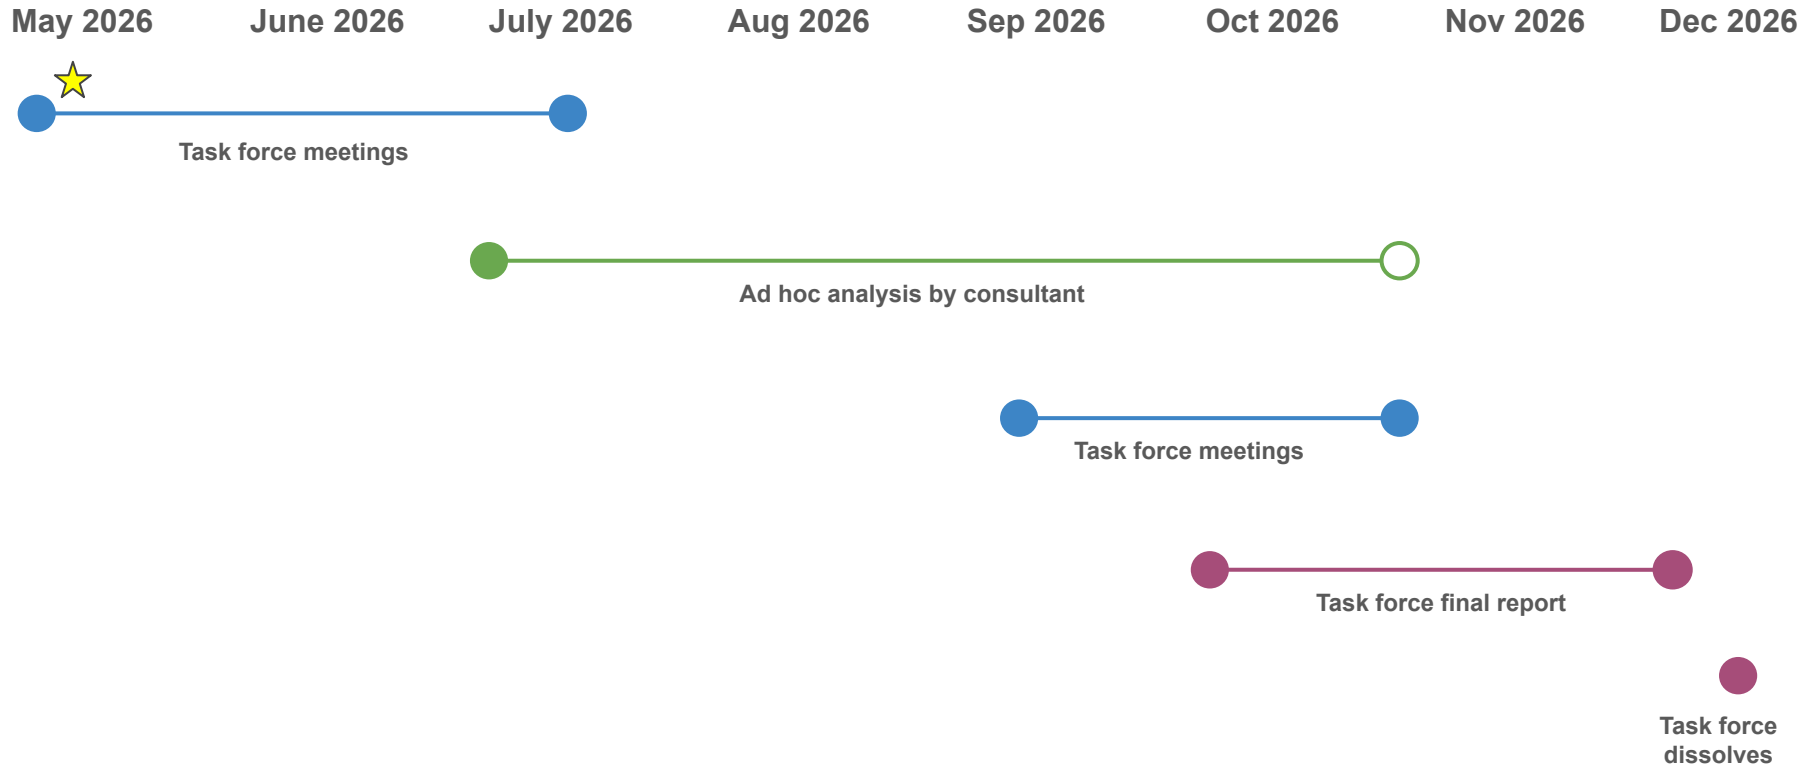 May 2026
June 2026
July 2026
Aug 2026
Sep 2026
Oct 2026
Nov 2026
Dec 2026
Task force meetings
Ad hoc analysis by consultant
Task force meetings
Task force final report
Task force
dissolves